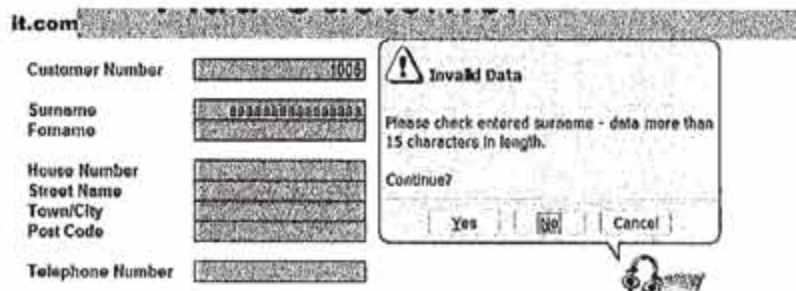 it.com
Customer Number 1006
Surname
Forname
House Number
Street Name
Town/City
Post Code
Telephone Number
Invalid Data
Please check entered surname - data more than
15 characters in length.
Continue?
Yes No Cancel